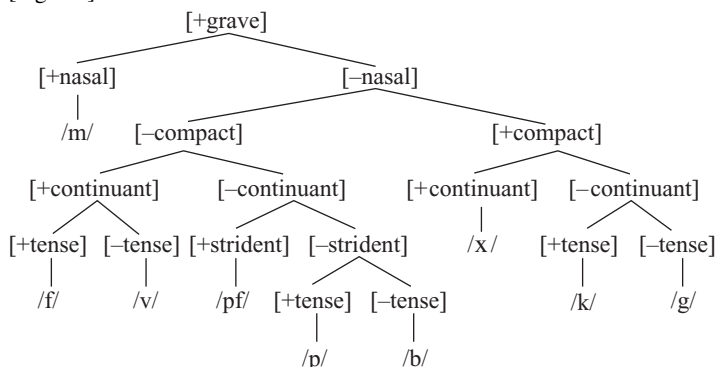 [+grave]
[+nasal] [–nasal]
/m/ [–compact] [+compact]
[+continuant] [–continuant] [+continuant] [–continuant]
[+tense] [–tense] [+strident] [–strident] /x/ [+tense] [–tense]
/f/ /v/ /pf/ [+tense] [–tense] /k/ /g/
/p/ /b/